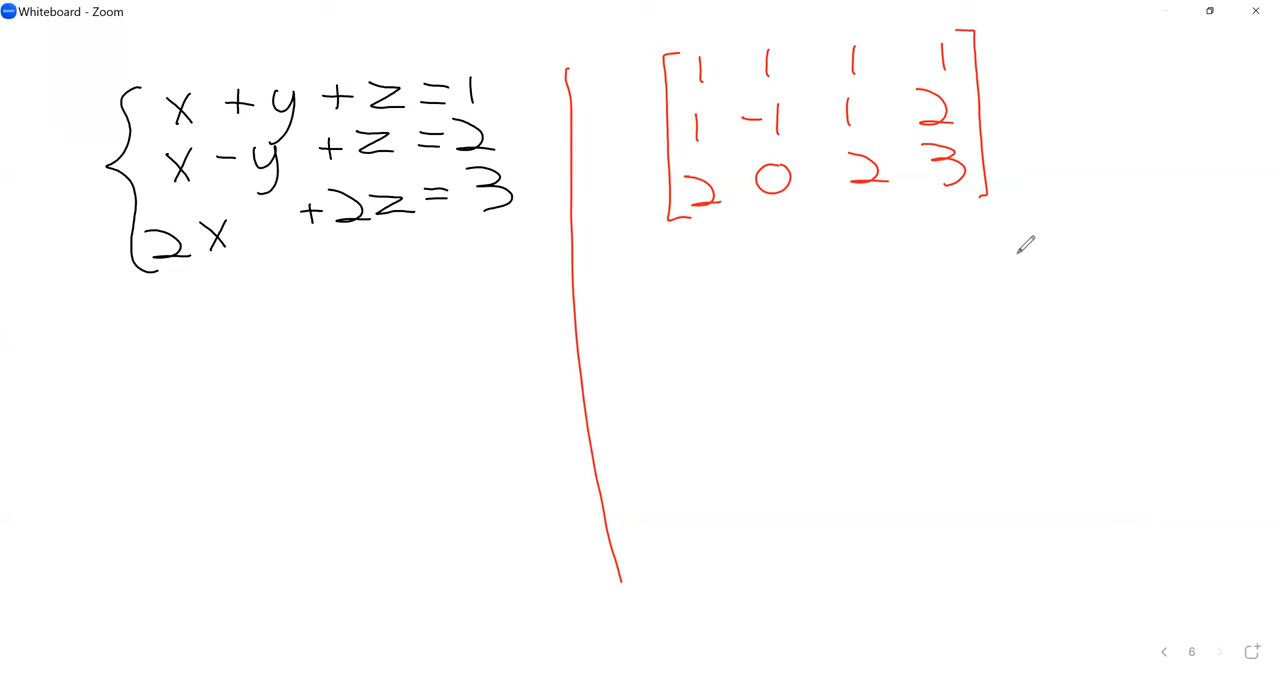 Whiteboard - Zoom
x + y + z = 1
x - y + z = 2
2x + 2z = 3
1 1 1 1
1 -1 1 2
2 0 2 3
6